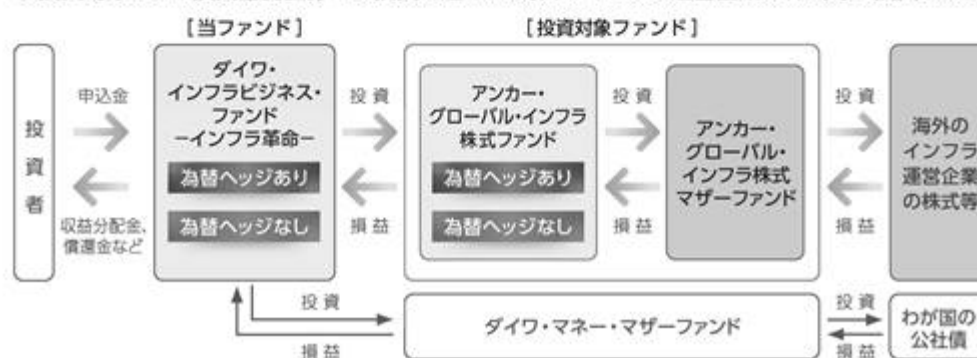 [当ファンド]
[投資対象ファンド]
投資者
申込金
収益分配金、
償還金など
ダイワ・
インフラビジネス・
ファンド
－インフラ革命－
為替ヘッジあり
為替ヘッジなし
投資
損益
アンカー・
グローバル・インフラ
株式ファンド
為替ヘッジあり
為替ヘッジなし
投資
損益
アンカー・
グローバル・
インフラ株式
マザーファンド
投資
損益
海外の
インフラ
運営企業
の株式等
投資
損益
ダイワ・マネー・マザーファンド
投資
損益
わが国の
公社債